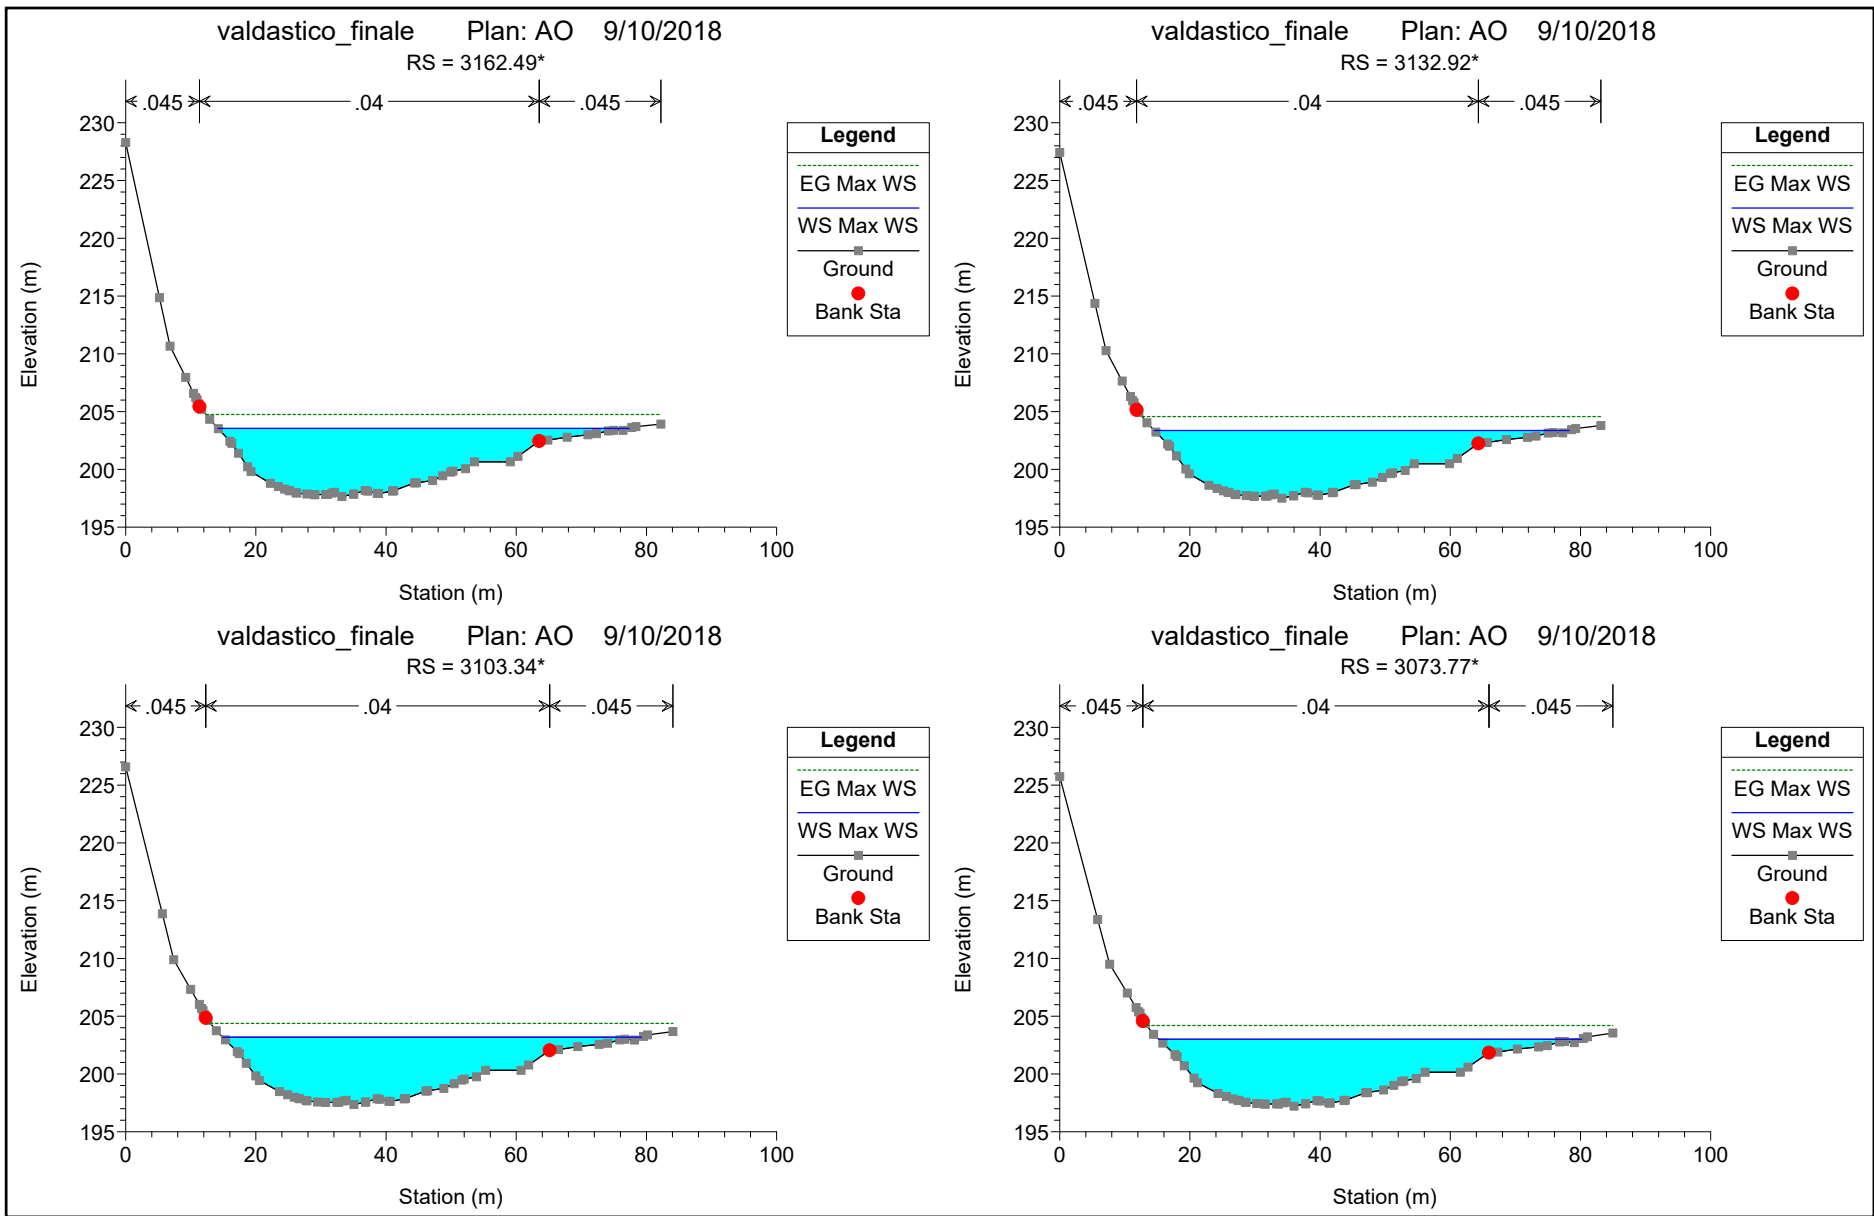 valdastico_finale Plan: AO 9/10/2018
RS = 3162.49*
.045 .04 .045
230
225
220
215
210
205
200
195
0 20 40 60 80 100
Station (m)
Elevation (m)
Legend
EG Max WS
WS Max WS
Ground
Bank Sta
valdastico_finale Plan: AO 9/10/2018
RS = 3132.92*
.045 .04 .045
230
225
220
215
210
205
200
195
0 20 40 60 80 100
Station (m)
Elevation (m)
Legend
EG Max WS
WS Max WS
Ground
Bank Sta
valdastico_finale Plan: AO 9/10/2018
RS = 3103.34*
.045 .04 .045
230
225
220
215
210
205
200
195
0 20 40 60 80 100
Station (m)
Elevation (m)
Legend
EG Max WS
WS Max WS
Ground
Bank Sta
valdastico_finale Plan: AO 9/10/2018
RS = 3073.77*
.045 .04 .045
230
225
220
215
210
205
200
195
0 20 40 60 80 100
Station (m)
Elevation (m)
Legend
EG Max WS
WS Max WS
Ground
Bank Sta